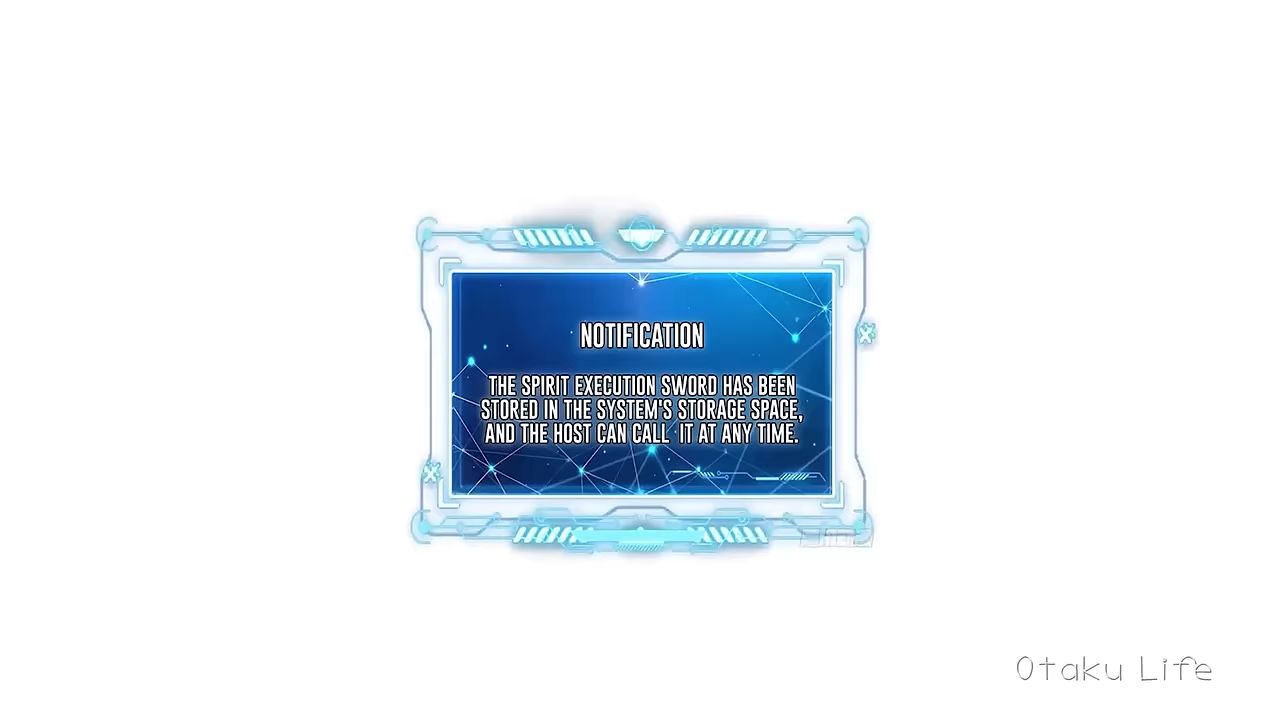 NOTIFICATION
THE SPIRIT EXECUTION SWORD HAS BEEN
STORED IN THE SYSTEM'S STORAGE SPACE,
AND THE HOST CAN CALL IT AT ANY TIME.
Otaku Life